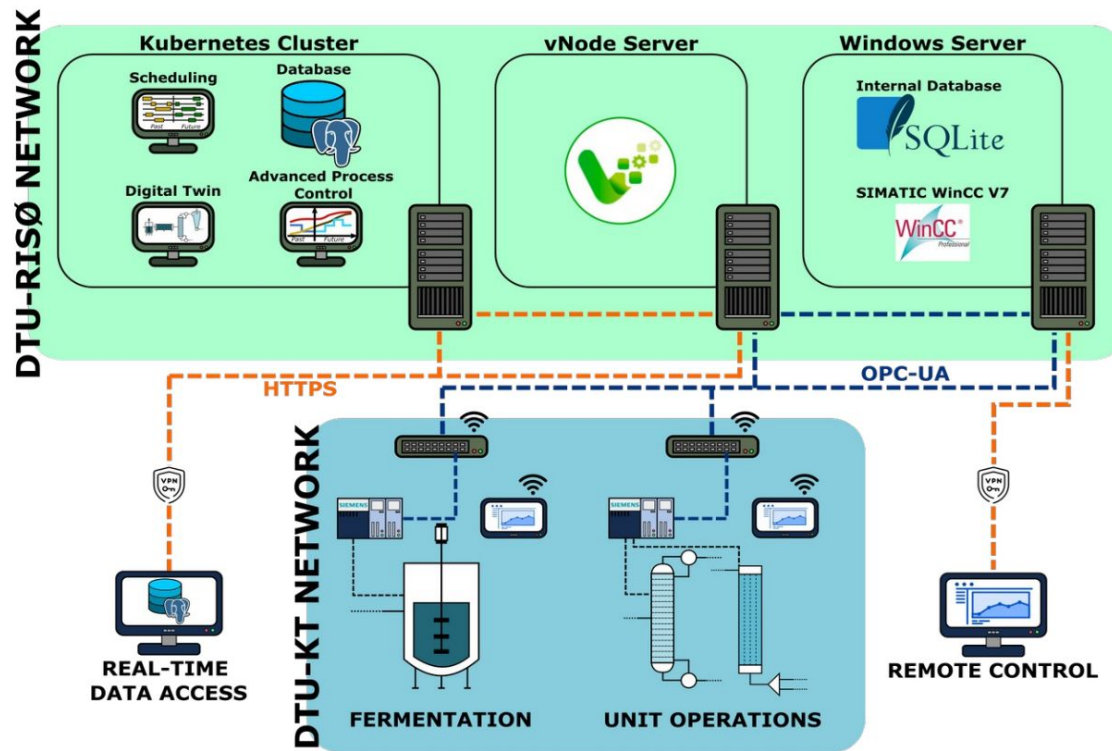 DTU-RISØ NETWORK
Kubernetes Cluster
Scheduling
Past Future
Database
Digital Twin
Advanced Process
Control
Past Future
vNode Server
Windows Server
Internal Database
SQLite
SIMATIC WinCC V7
WinCC®
Professional
HTTPS
OPC-UA
VPN
REAL-TIME
DATA ACCESS
DTU-KT NETWORK
SIEMENS
FERMENTATION
SIEMENS
UNIT OPERATIONS
VPN
REMOTE CONTROL